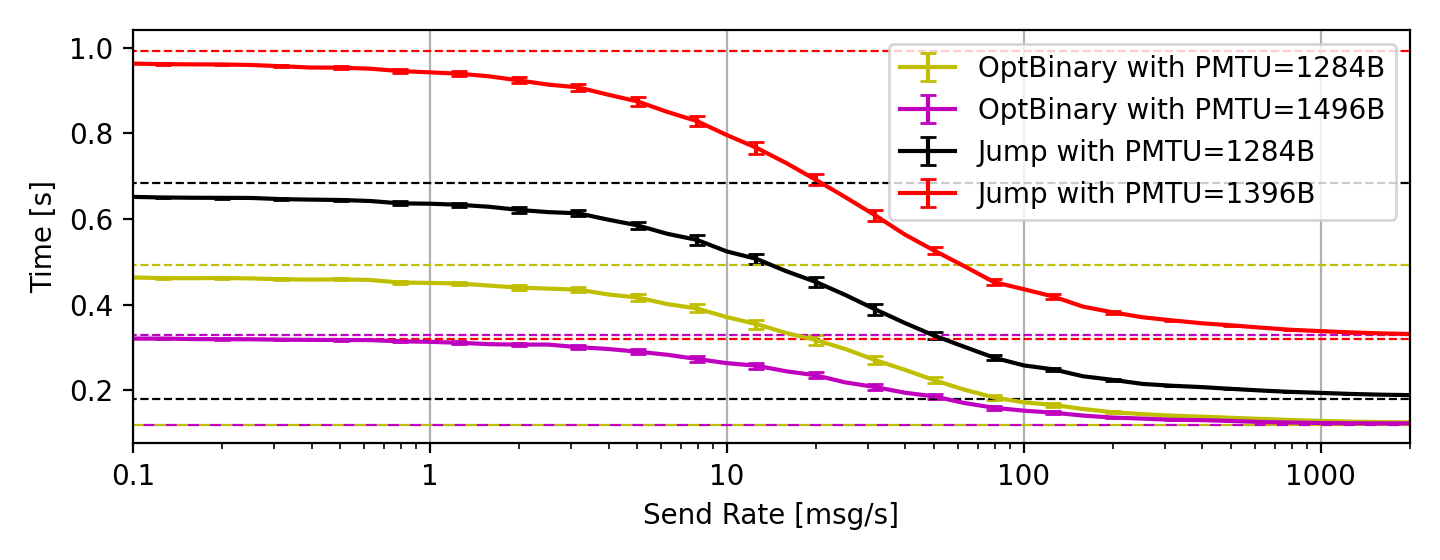 Time [s]
1.0
0.8
0.6
0.4
0.2
OptBinary with PMTU=1284B
OptBinary with PMTU=1496B
Jump with PMTU=1284B
Jump with PMTU=1396B
0.1 1 10 100 1000
Send Rate [msg/s]